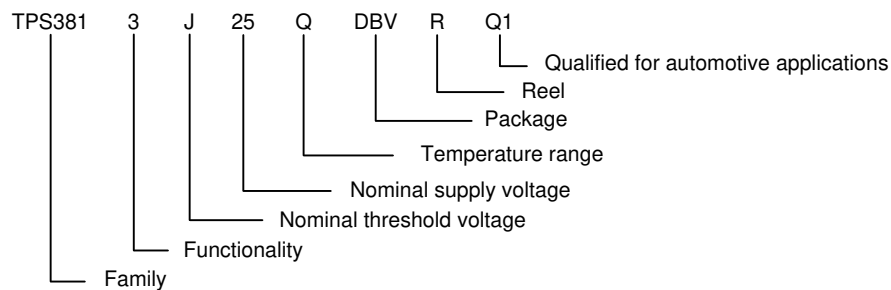 TPS381 3 J 25 Q DBV R Q1
Qualified for automotive applications
Reel
Package
Temperature range
Nominal supply voltage
Nominal threshold voltage
Functionality
Family